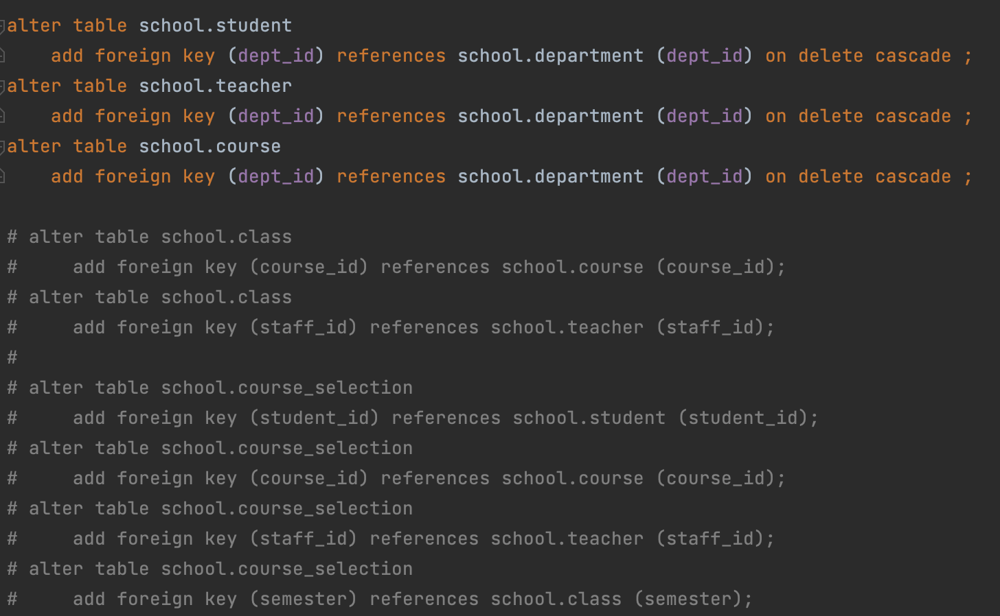 alter table school.student
    add foreign key (dept_id) references school.department (dept_id) on delete cascade ;
alter table school.teacher
    add foreign key (dept_id) references school.department (dept_id) on delete cascade ;
alter table school.course
    add foreign key (dept_id) references school.department (dept_id) on delete cascade ;

# alter table school.class
#     add foreign key (course_id) references school.course (course_id);
# alter table school.class
#     add foreign key (staff_id) references school.teacher (staff_id);
#
# alter table school.course_selection
#     add foreign key (student_id) references school.student (student_id);
# alter table school.course_selection
#     add foreign key (course_id) references school.course (course_id);
# alter table school.course_selection
#     add foreign key (staff_id) references school.teacher (staff_id);
# alter table school.course_selection
#     add foreign key (semester) references school.class (semester);